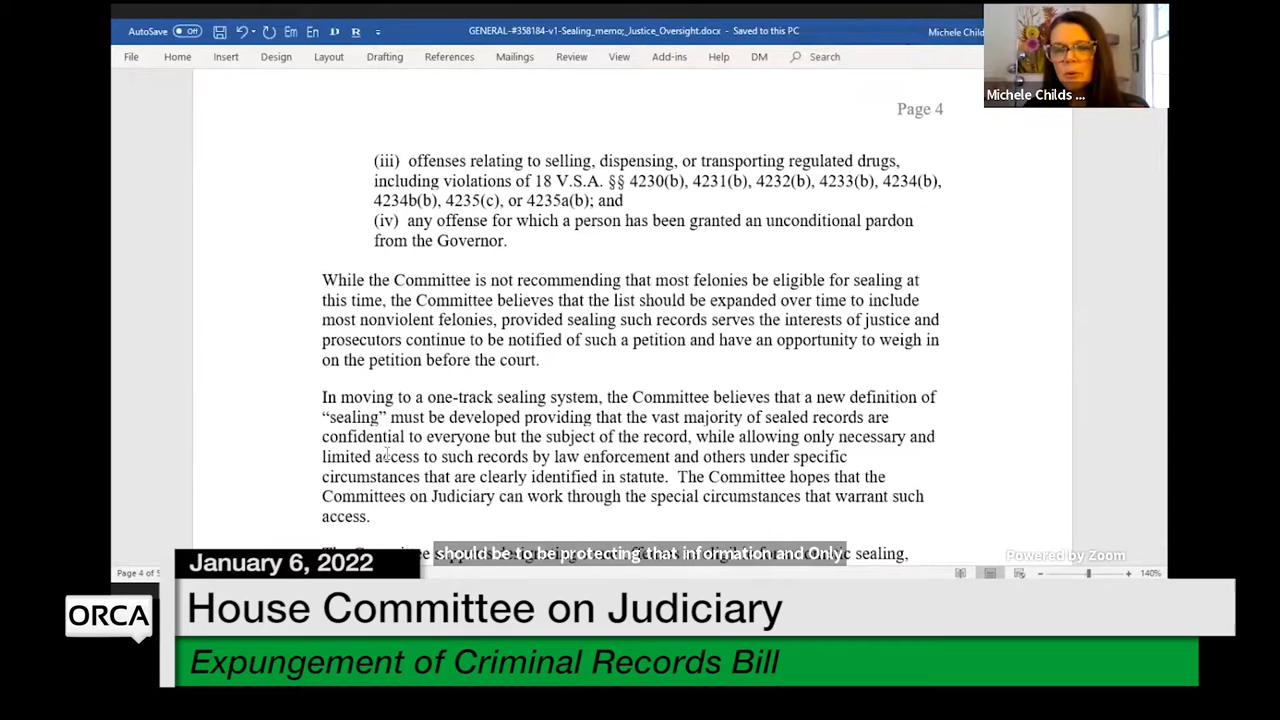 AutoSave Off
GENERAL-#358184-v1-Sealing_memo;_Justice_Oversight.docx - Saved to this PC
Michele Child
File Home Insert Design Layout Drafting References Mailings Review View Add-ins Help DM Search
Michele Childs ...
Page 4
(iii) offenses relating to selling, dispensing, or transporting regulated drugs,
including violations of 18 V.S.A. §§ 4230(b), 4231(b), 4232(b), 4233(b), 4234(b),
4234b(b), 4235(c), or 4235a(b); and
(iv) any offense for which a person has been granted an unconditional pardon
from the Governor.
While the Committee is not recommending that most felonies be eligible for sealing at
this time, the Committee believes that the list should be expanded over time to include
most nonviolent felonies, provided sealing such records serves the interests of justice and
prosecutors continue to be notified of such a petition and have an opportunity to weigh in
on the petition before the court.
In moving to a one-track sealing system, the Committee believes that a new definition of
“sealing” must be developed providing that the vast majority of sealed records are
confidential to everyone but the subject of the record, while allowing only necessary and
limited access to such records by law enforcement and others under specific
circumstances that are clearly identified in statute. The Committee hopes that the
Committees on Judiciary can work through the special circumstances that warrant such
access.
sealing,
should be to be protecting that information and Only
Powered by Zoom
Page 4 of 5
140%
January 6, 2022
ORCA
House Committee on Judiciary
Expungement of Criminal Records Bill